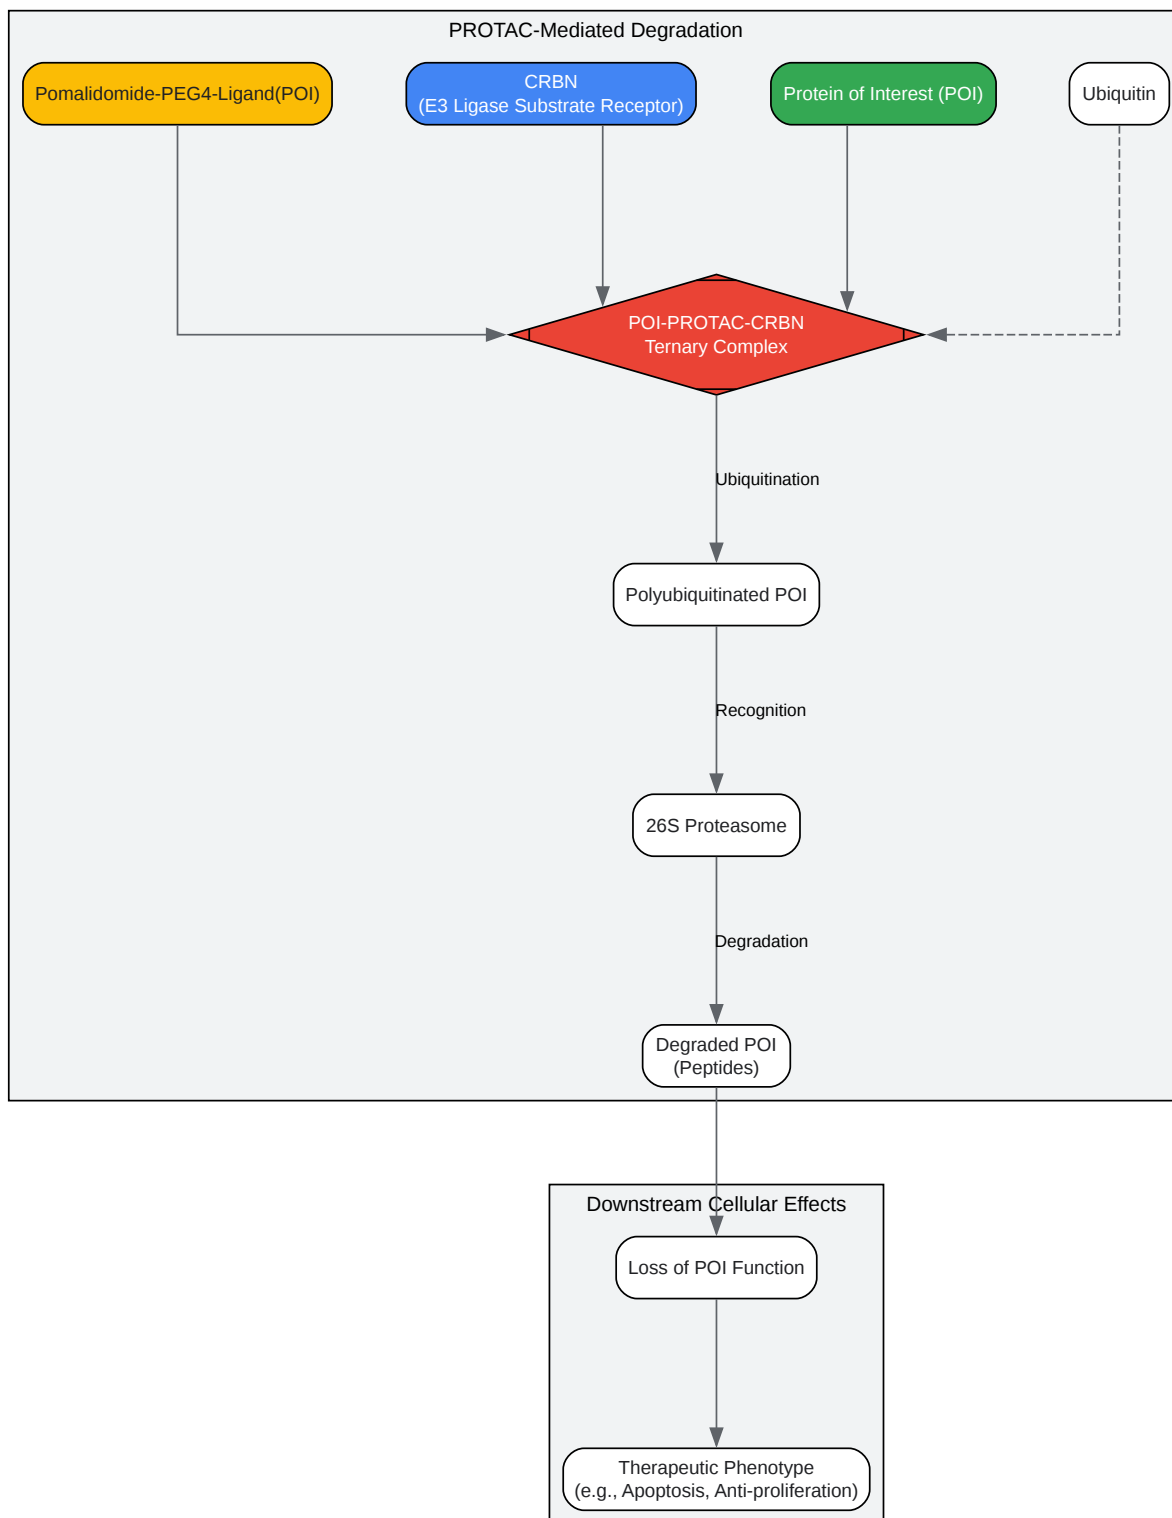 PROTAC-Mediated Degradation
Pomalidomide-PEG4-Ligand(POI)
CRBN
(E3 Ligase Substrate Receptor)
Protein of Interest (POI)
Ubiquitin
POI-PROTAC-CRBN
Ternary Complex
Ubiquitination
Polyubiquitinated POI
Recognition
26S Proteasome
Degradation
Degraded POI
(Peptides)
Downstream Cellular Effects
Loss of POI Function
Therapeutic Phenotype
(e.g., Apoptosis, Anti-proliferation)